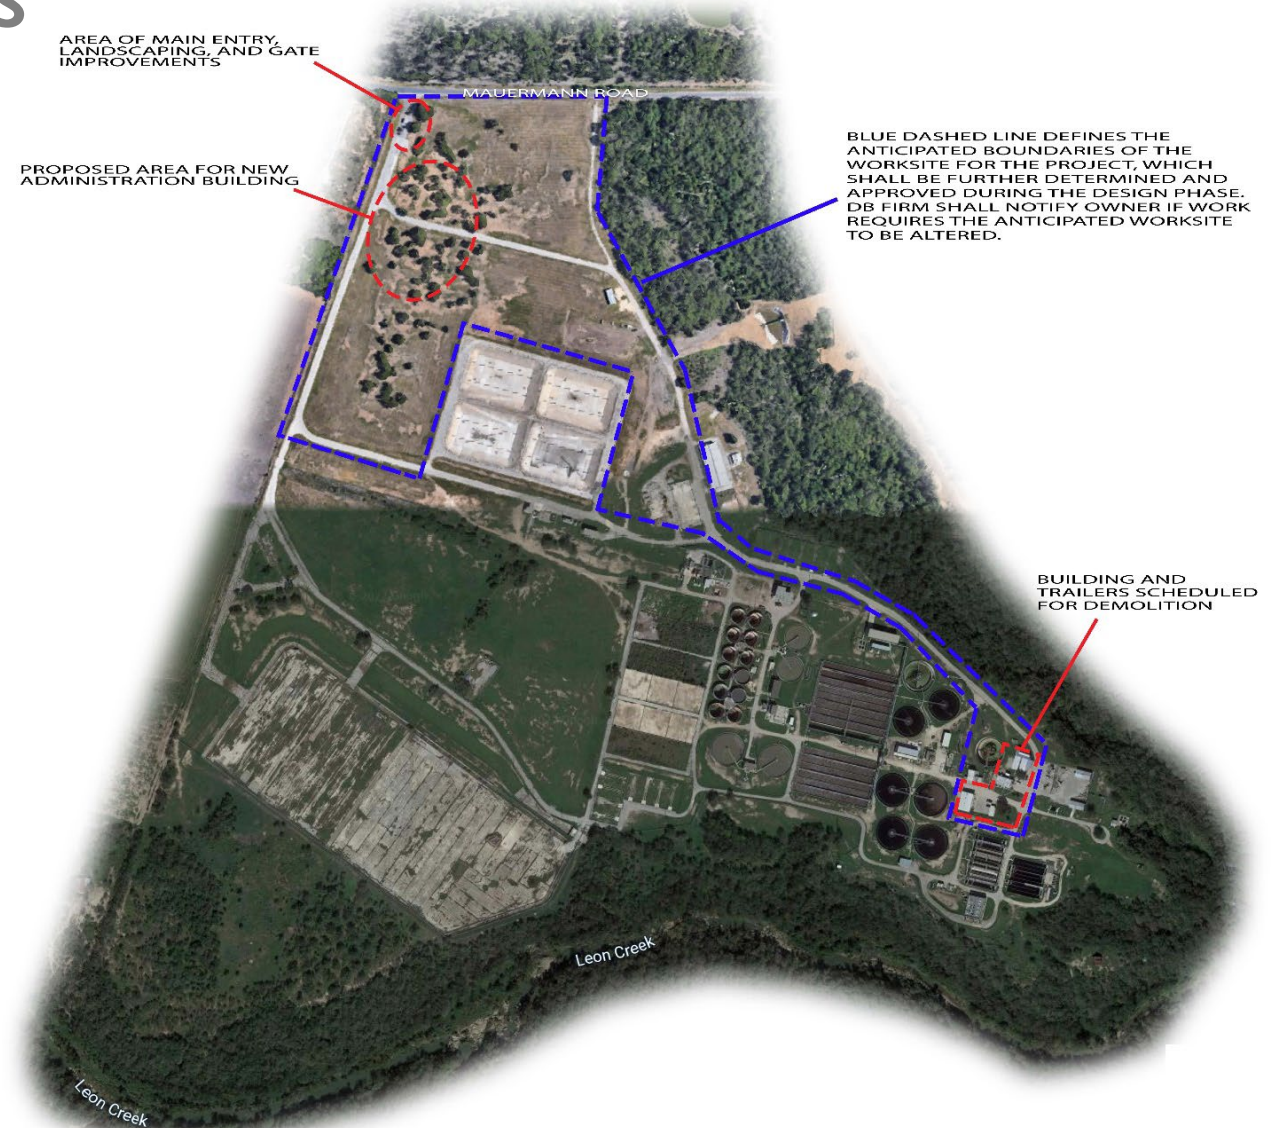 S
AREA OF MAIN ENTRY,
LANDSCAPING, AND GATE
IMPROVEMENTS
MAUERMANN ROAD
PROPOSED AREA FOR NEW
ADMINISTRATION BUILDING
BLUE DASHED LINE DEFINES THE
ANTICIPATED BOUNDARIES OF THE
WORKSITE FOR THE PROJECT, WHICH
SHALL BE FURTHER DETERMINED AND
APPROVED DURING THE DESIGN PHASE.
DB FIRM SHALL NOTIFY OWNER IF WORK
REQUIRES THE ANTICIPATED WORKSITE
TO BE ALTERED.
BUILDING AND
TRAILERS SCHEDULED
FOR DEMOLITION
Leon Creek
Leon Creek